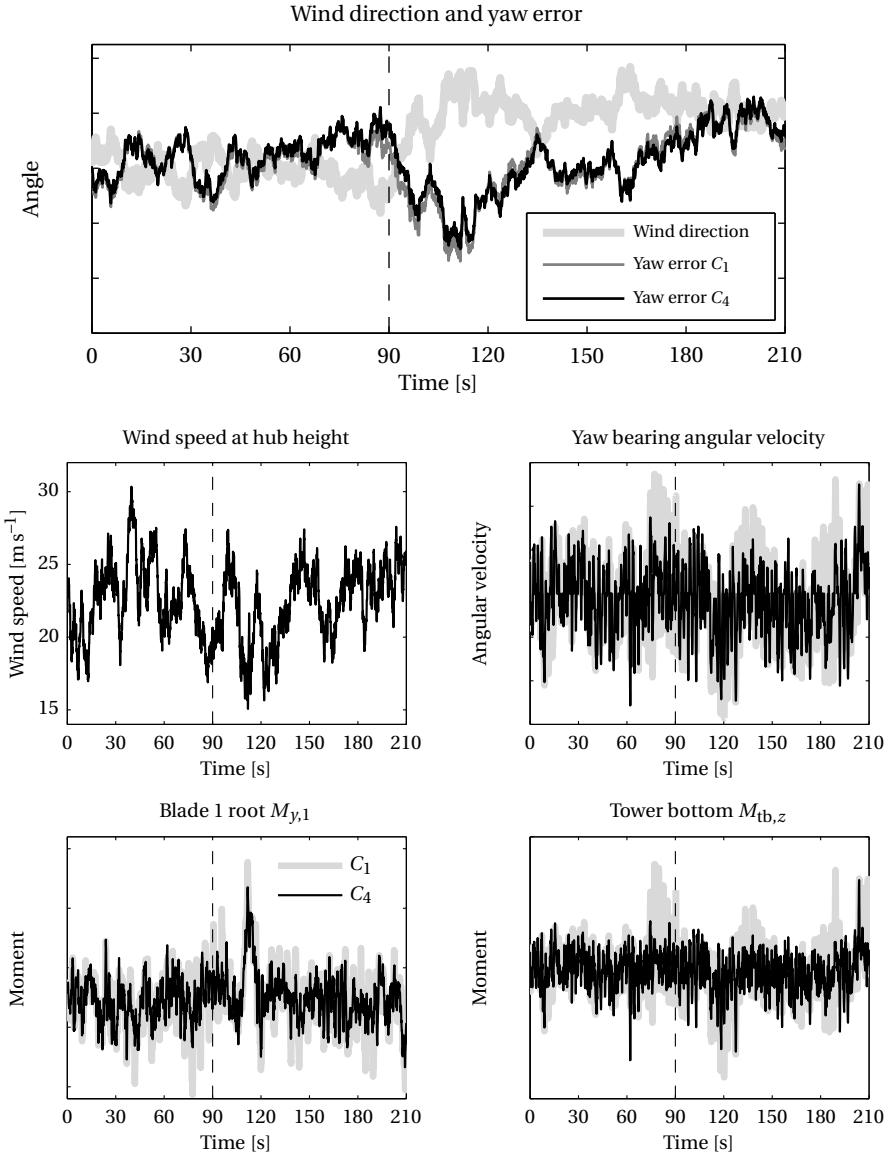 Wind direction and yaw error
Angle
Wind direction
Yaw error C1
Yaw error C4
0 30 60 90 120 150 180 210
Time [s]
Wind speed at hub height
Wind speed [m s−1]
30
25
20
15
0 30 60 90 120 150 180 210
Time [s]
Yaw bearing angular velocity
Angular velocity
0 30 60 90 120 150 180 210
Time [s]
Blade 1 root My,1
Moment
C1
C4
0 30 60 90 120 150 180 210
Time [s]
Tower bottom Mtb,z
Moment
0 30 60 90 120 150 180 210
Time [s]